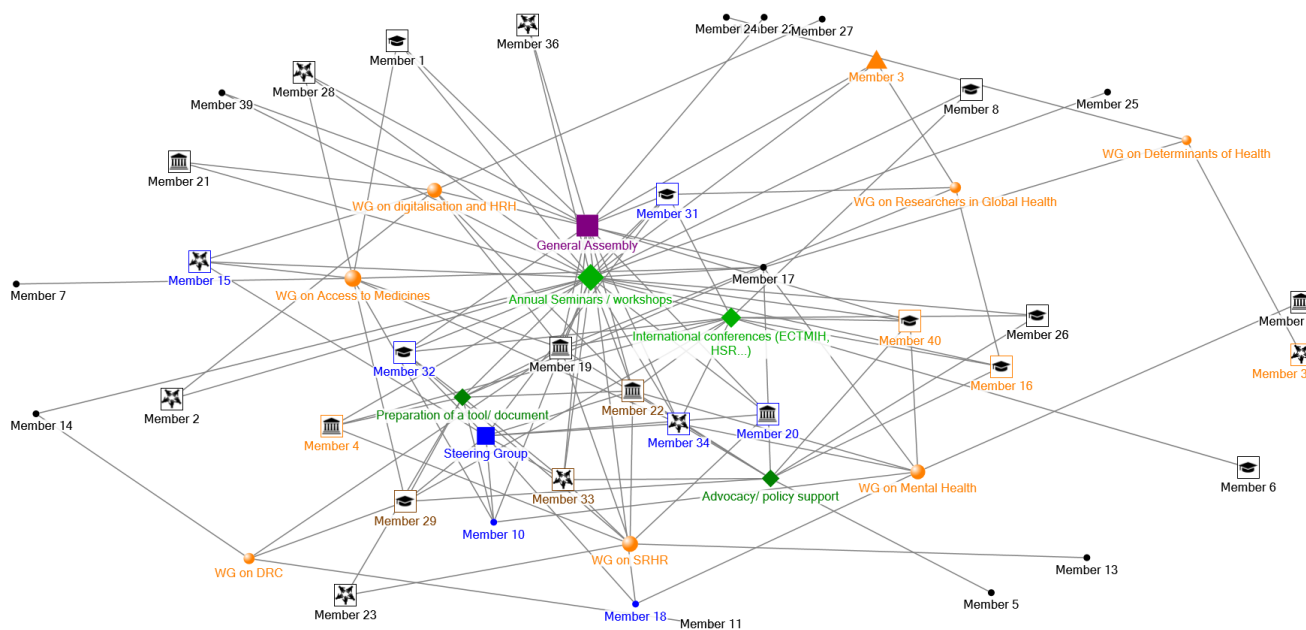 Member 24
Member 27
Member 36
Member 1
Member 3
Member 28
Member 39
Member 8
Member 25
WG on Determinants of Health
Member 21
WG on digitalisation and HRH
Member 31
WG on Researchers in Global Health
General Assembly
Member 15
Member 17
Member 7
WG on Access to Medicines
Annual Seminars / workshops
Member
International conferences (ECTMIH,
HSR...)
Member 40
Member 26
Member 32
Member 19
Member 16
Member 3
Member 2
Preparation of a tool/ document
Member 22
Member 14
Member 4
Steering Group
Member 34
Member 20
WG on Mental Health
Member 6
Member 33
Advocacy/ policy support
Member 29
Member 10
WG on DRC
WG on SRHR
Member 13
Member 23
Member 18
Member 11
Member 5